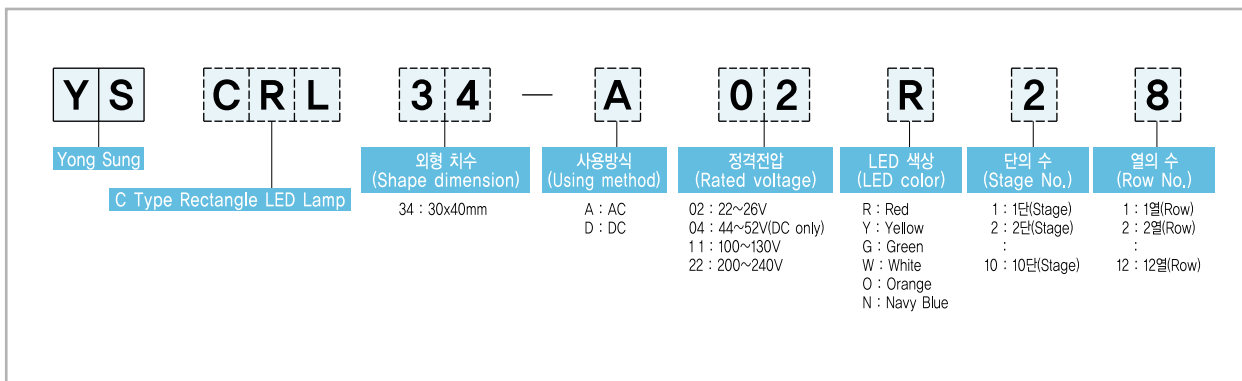 YS CRL 34 — A 02 R 2 8
Yong Sung
C Type Rectangle LED Lamp
외형 치수
(Shape dimension)
34 : 30x40mm
사용방식
(Using method)
A : AC
D : DC
정격전압
(Rated voltage)
02 : 22~26V
04 : 44~52V(DC only)
11 : 100~130V
22 : 200~240V
LED 색상
(LED color)
R : Red
Y : Yellow
G : Green
W : White
O : Orange
N : Navy Blue
단의 수
(Stage No.)
1 : 1단(Stage)
2 : 2단(Stage)
:
10 : 10단(Stage)
열의 수
(Row No.)
1 : 1열(Row)
2 : 2열(Row)
:
12 : 12열(Row)